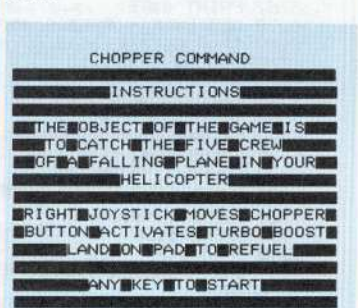 CHOPPER COMMAND
INSTRUCTIONS
THE OBJECT OF THE GAME IS
TO CATCH THE FIVE CREW
OF A FALLING PLANE IN YOUR
HELICOPTER
RIGHT JOYSTICK MOVES CHOPPER
BUTTON ACTIVATES TURBO BOOST
LAND ON PAD TO REFUEL
ANY KEY TO START